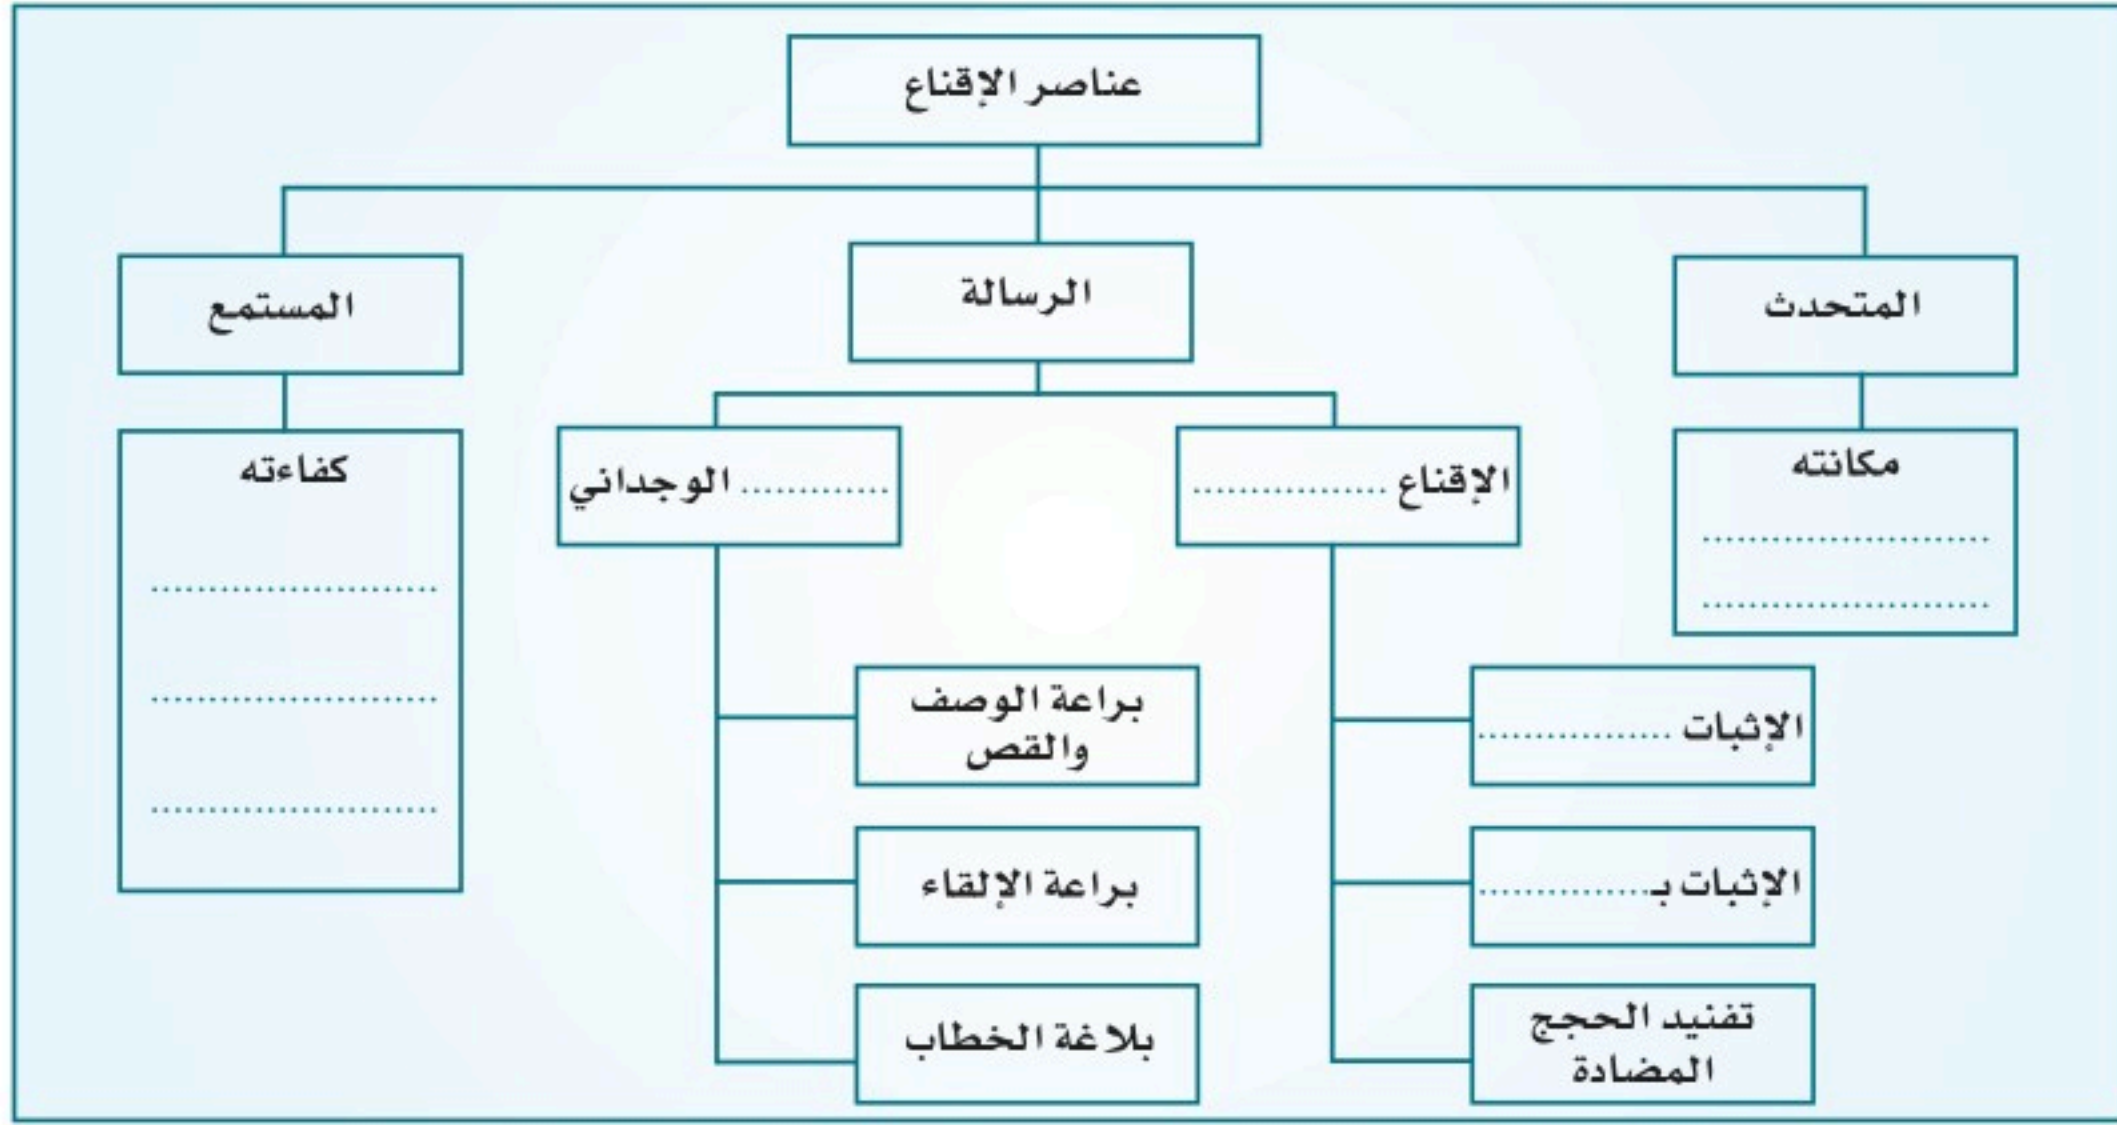 عناصر الإقناع
المتحدث
الرسالة
المستمع
مكانته
........................
........................
الإقناع ................
............ الوجداني
كفاءته
........................
........................
........................
الإثبات ................
الإثبات بـ..............
تفنيد الحجج
المضادة
براعة الوصف
والقص
براعة الإلقاء
بلاغة الخطاب